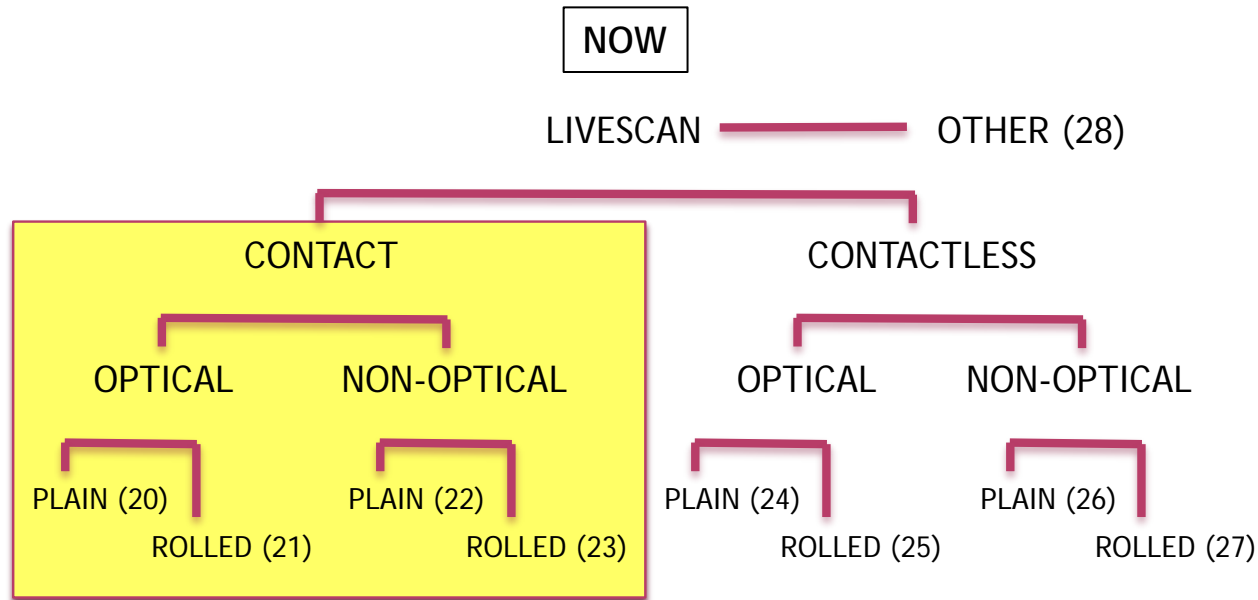 NOW
LIVESCAN OTHER (28)
CONTACT CONTACTLESS
OPTICAL NON-OPTICAL OPTICAL NON-OPTICAL
PLAIN (20) PLAIN (22) PLAIN (24) PLAIN (26)
ROLLED (21) ROLLED (23) ROLLED (25) ROLLED (27)